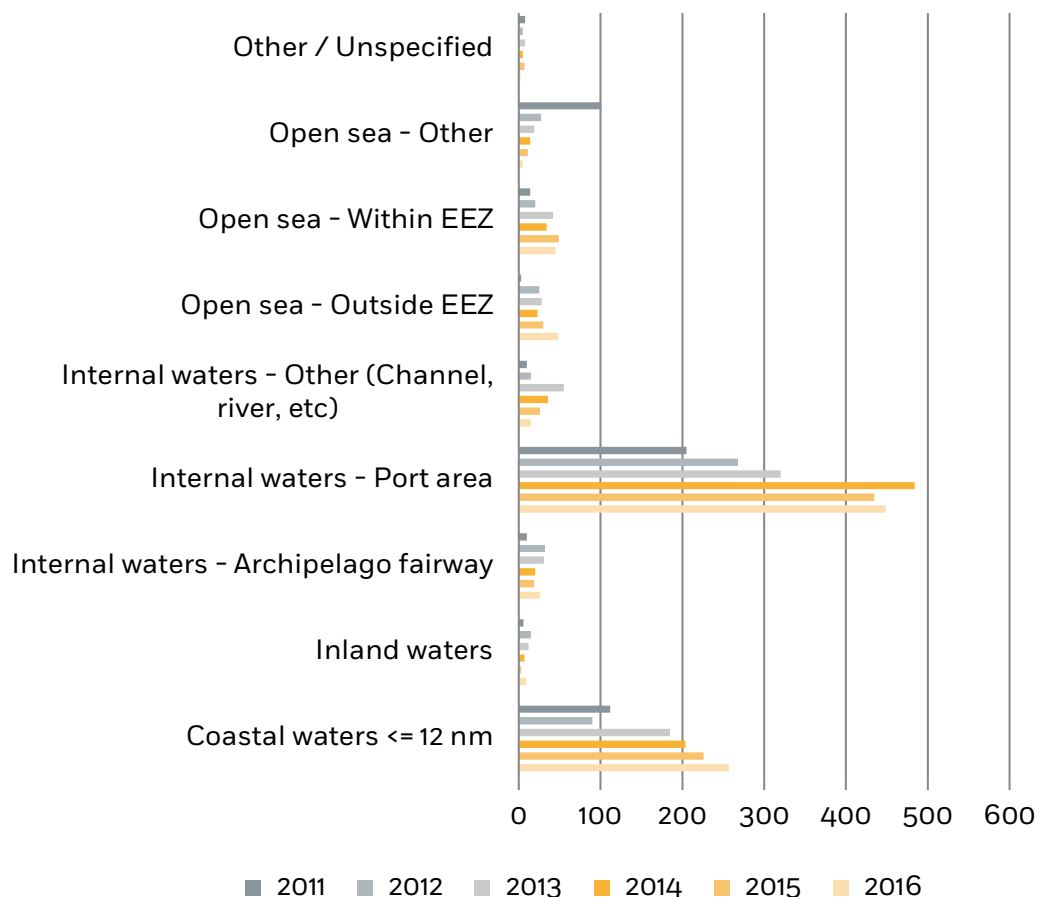 Other / Unspecified
Open sea - Other
Open sea - Within EEZ
Open sea - Outside EEZ
Internal waters - Other (Channel,
river, etc)
Internal waters - Port area
Internal waters - Archipelago fairway
Inland waters
Coastal waters <= 12 nm
0 100 200 300 400 500 600
2011 2012 2013 2014 2015 2016